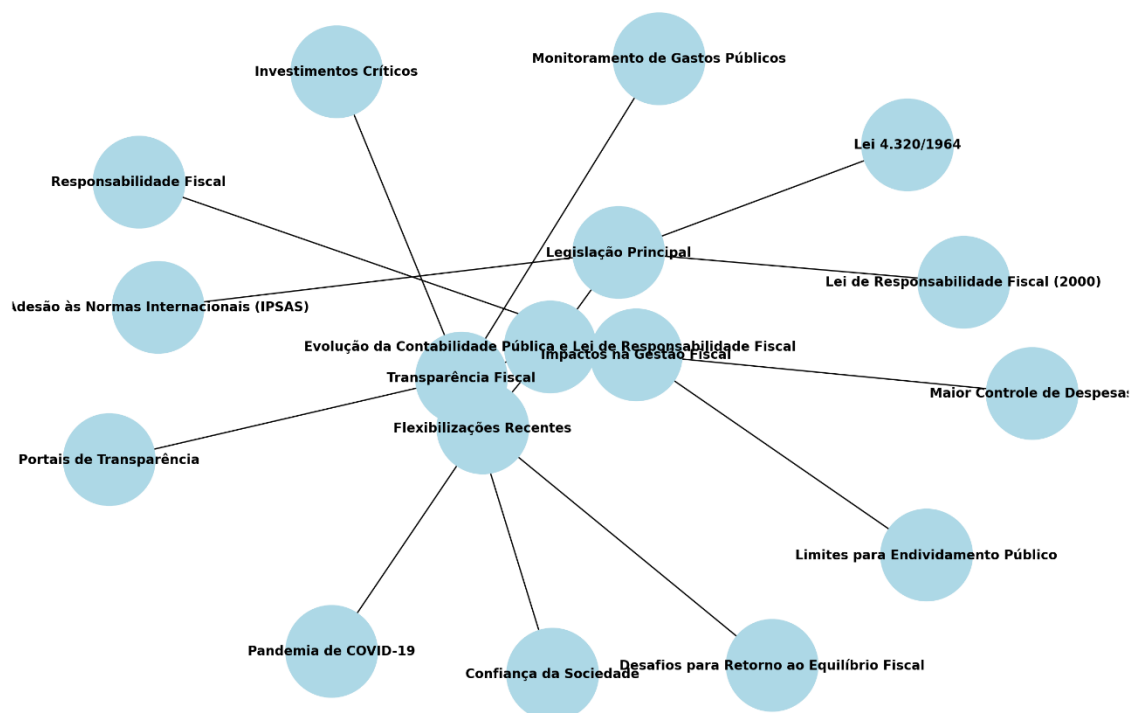 Monitoramento de Gastos Públicos
Investimentos Críticos
Lei 4.320/1964
Responsabilidade Fiscal
Legislação Principal
Lei de Responsabilidade Fiscal (2000)
Adesão às Normas Internacionais (IPSAS)
Evolução da Contabilidade Pública e Lei de Responsabilidade Fiscal
Impactos na Gestão Fiscal
Transparência Fiscal
Maior Controle de Despesas
Flexibilizações Recentes
Portais de Transparência
Limites para Endividamento Público
Pandemia de COVID-19
Desafios para Retorno ao Equilíbrio Fiscal
Confiança da Sociedade